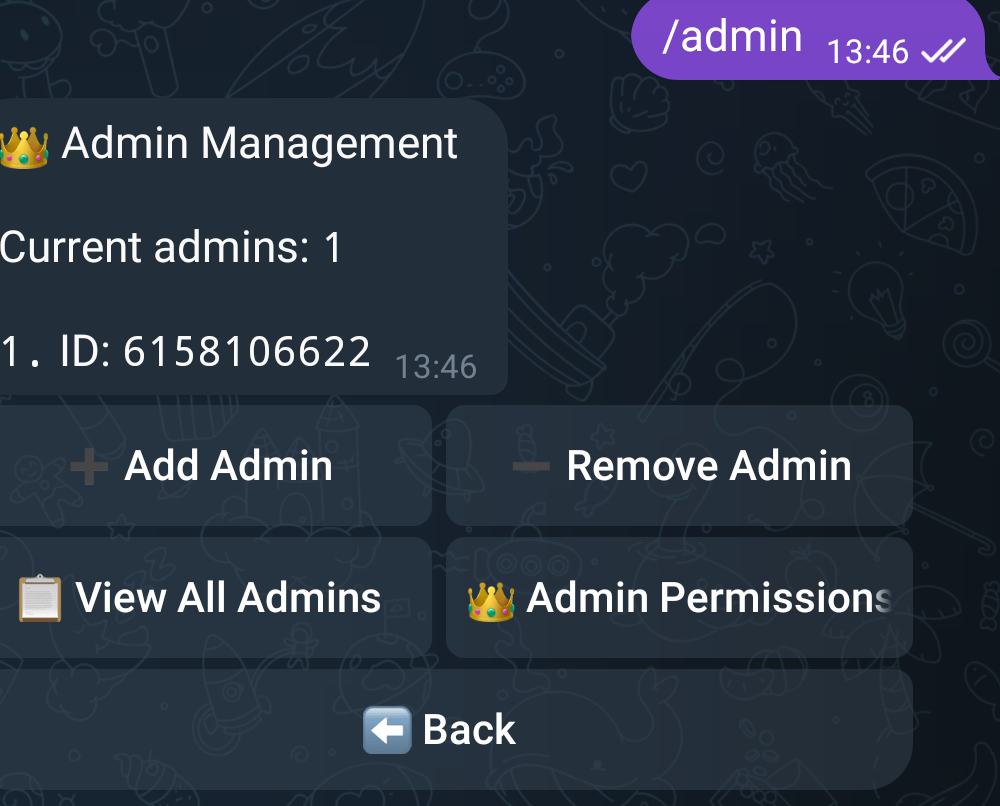 /admin 13:46
👑 Admin Management
Current admins: 1
1. ID: 6158106622 13:46
➕ Add Admin
➖ Remove Admin
📋 View All Admins
👑 Admin Permissions
⬅️ Back